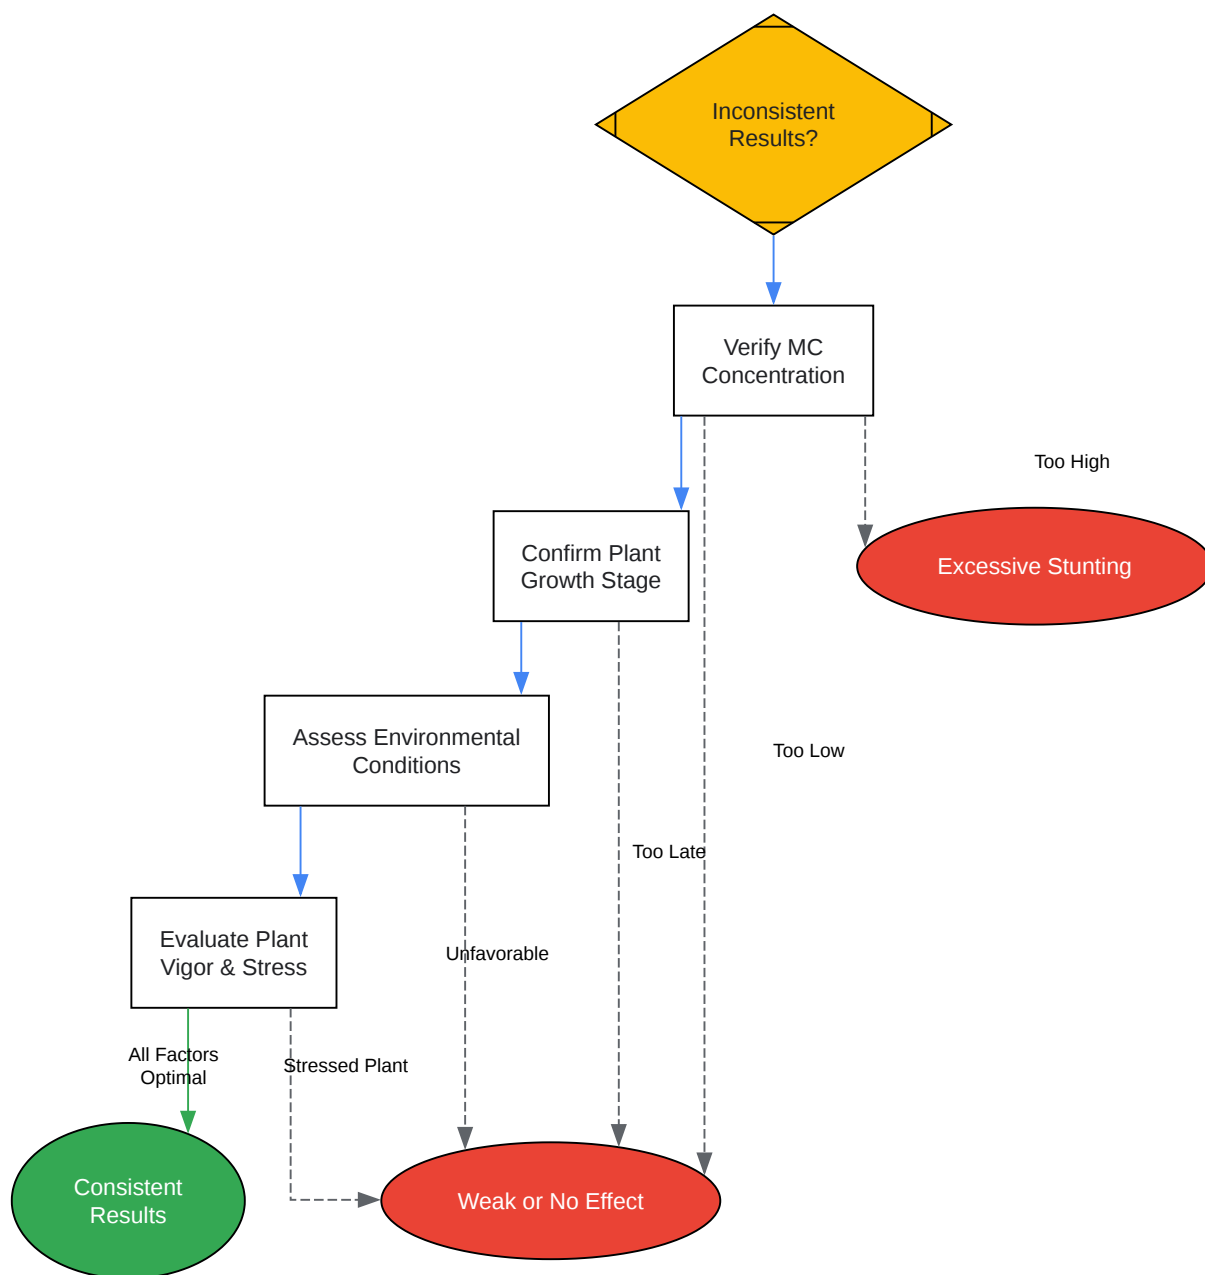 Inconsistent
Results?
Verify MC
Concentration
Too High
Confirm Plant
Growth Stage
Excessive Stunting
Assess Environmental
Conditions
Too Low
Too Late
Evaluate Plant
Vigor & Stress
Unfavorable
All Factors
Optimal
Stressed Plant
Consistent
Results
Weak or No Effect